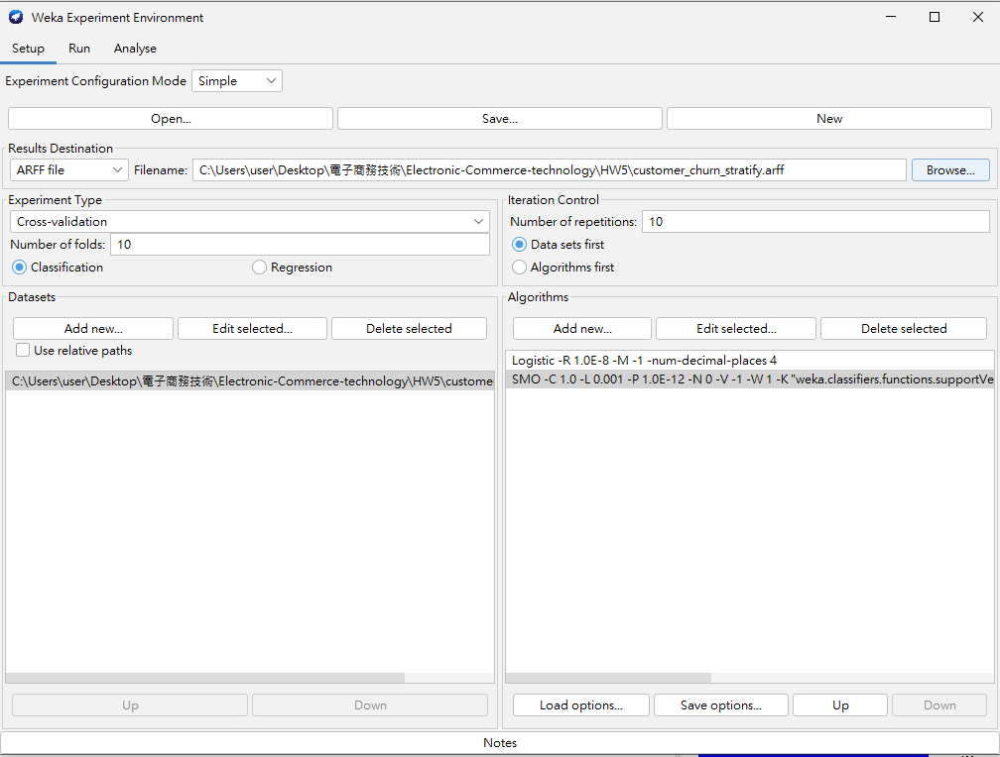 Weka Experiment Environment
Setup Run Analyse
Experiment Configuration Mode Simple
Open... Save... New
Results Destination
ARFF file Filename: C:\Users\user\Desktop\電子商務技術\Electronic-Commerce-technology\HW5\customer_churn_stratify.arff Browse...
Experiment Type
Cross-validation
Number of folds: 10
Classification Regression
Iteration Control
Number of repetitions: 10
Data sets first
Algorithms first
Datasets
Add new... Edit selected... Delete selected
Use relative paths
C:\Users\user\Desktop\電子商務技術\Electronic-Commerce-technology\HW5\custome
Up Down
Algorithms
Add new... Edit selected... Delete selected
Logistic -R 1.0E-8 -M -1 -num-decimal-places 4
SMO -C 1.0 -L 0.001 -P 1.0E-12 -N 0 -V -1 -W 1 -K "weka.classifiers.functions.supportVe
Load options... Save options... Up Down
Notes